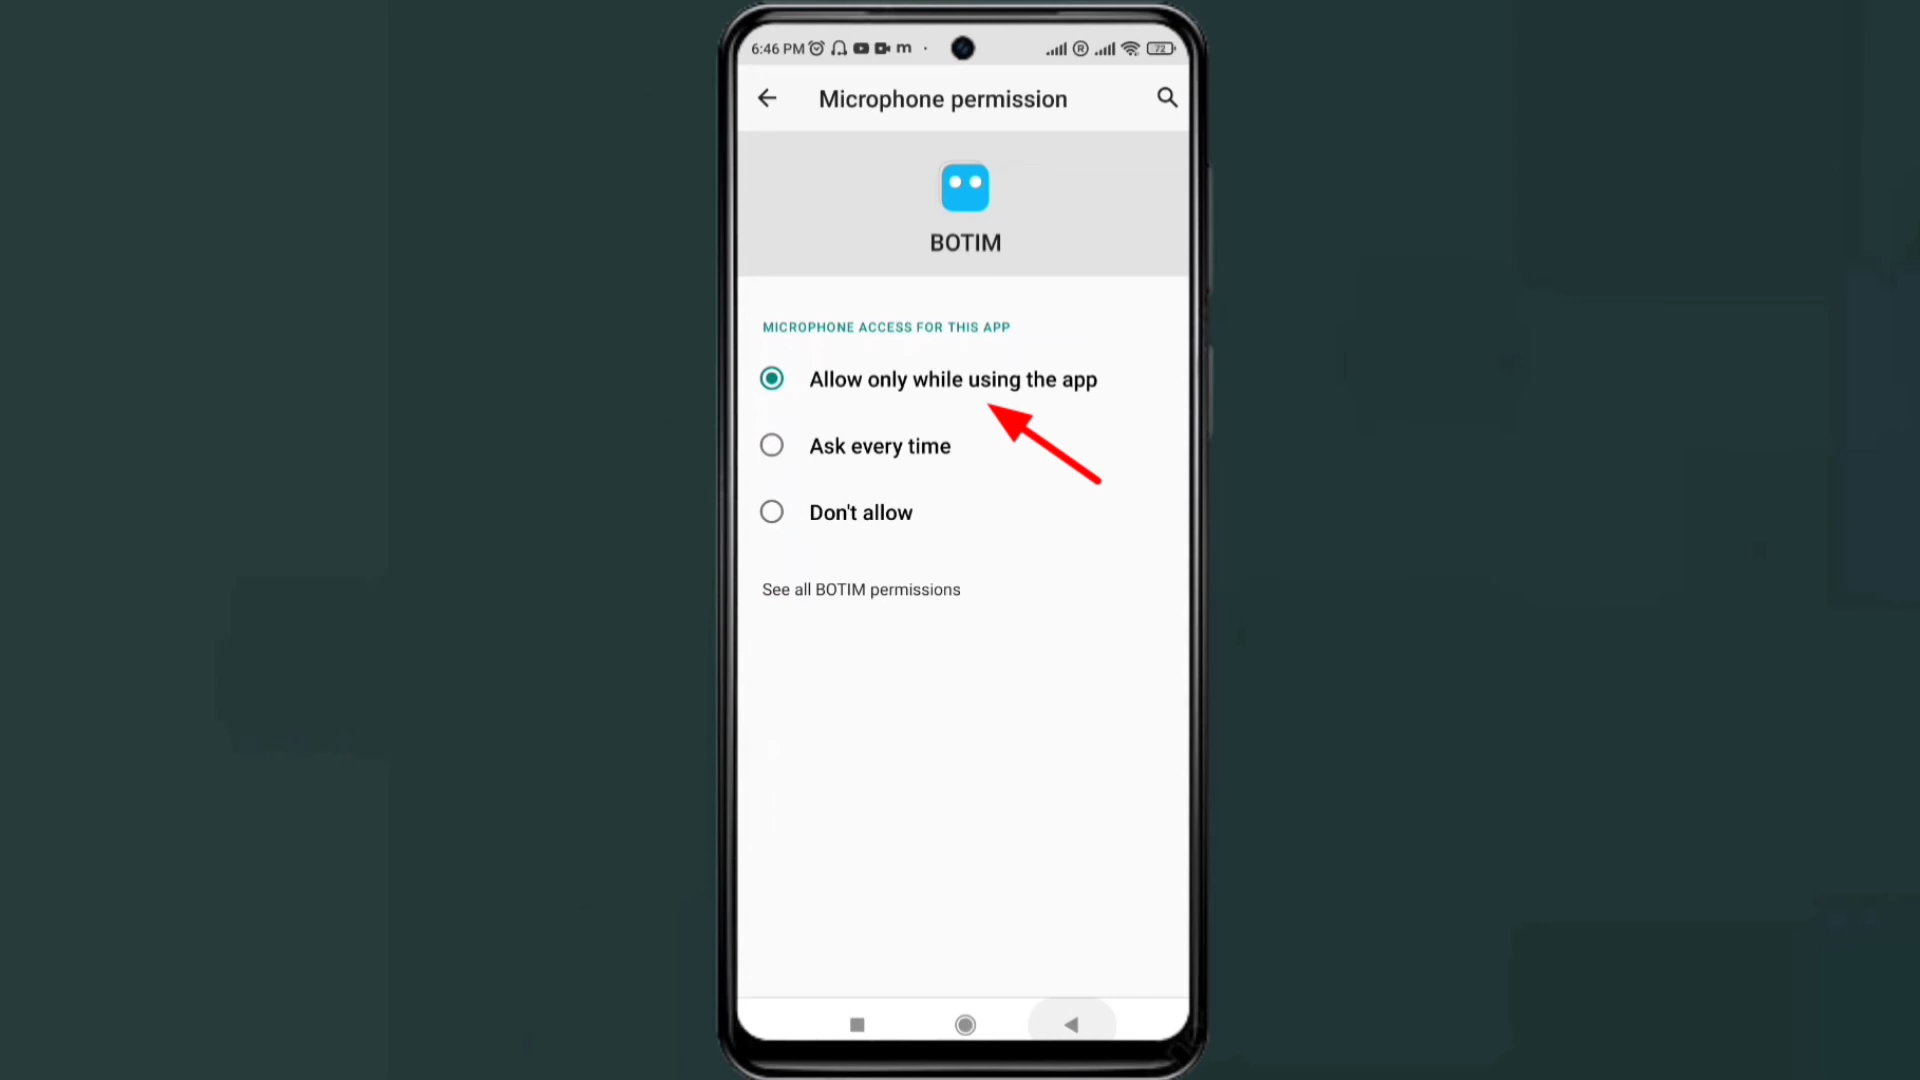 6:46 PM m R 72
Microphone permission
BOTIM
MICROPHONE ACCESS FOR THIS APP
Allow only while using the app
Ask every time
Don't allow
See all BOTIM permissions